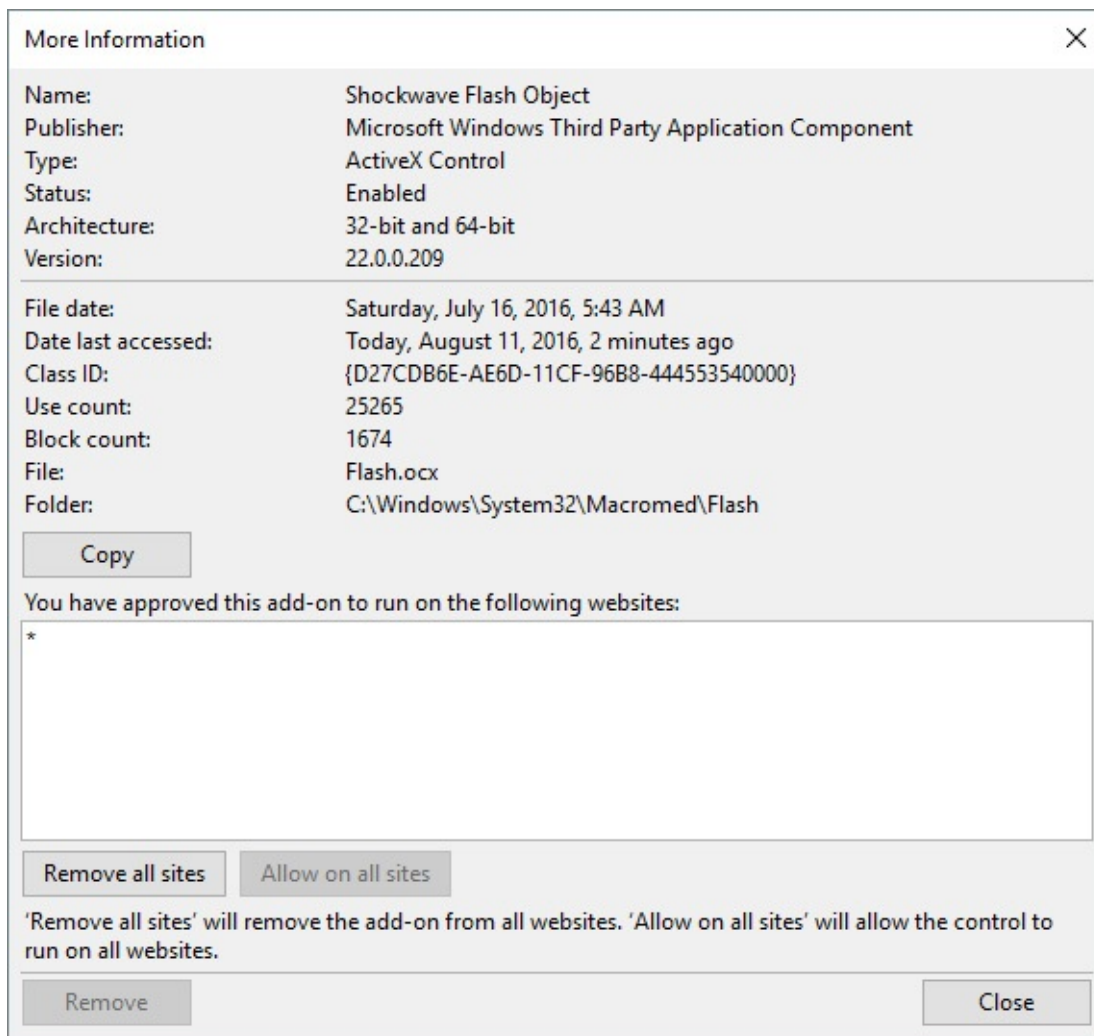 More Information
Name: Shockwave Flash Object
Publisher: Microsoft Windows Third Party Application Component
Type: ActiveX Control
Status: Enabled
Architecture: 32-bit and 64-bit
Version: 22.0.0.209
File date: Saturday, July 16, 2016, 5:43 AM
Date last accessed: Today, August 11, 2016, 2 minutes ago
Class ID: {D27CDB6E-AE6D-11CF-96B8-444553540000}
Use count: 25265
Block count: 1674
File: Flash.ocx
Folder: C:\Windows\System32\Macromed\Flash
Copy
You have approved this add-on to run on the following websites:
*
Remove all sites Allow on all sites
‘Remove all sites’ will remove the add-on from all websites. ‘Allow on all sites’ will allow the control to
run on all websites.
Remove Close